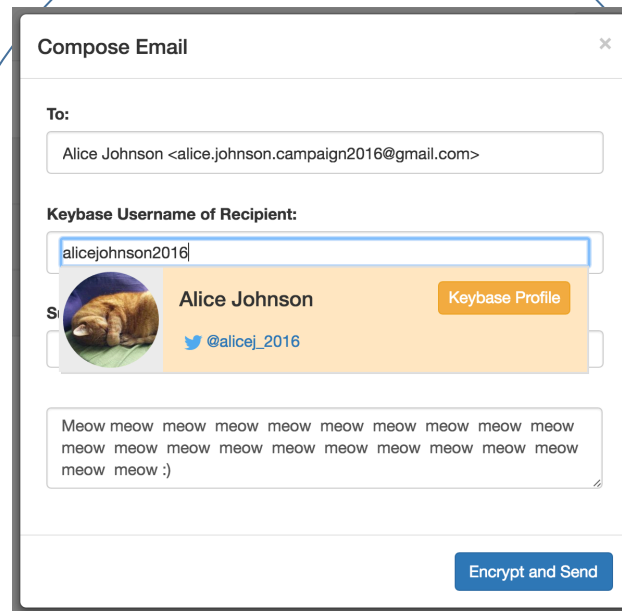 Compose Email ×
To:
Alice Johnson <alice.johnson.campaign2016@gmail.com>
Keybase Username of Recipient:
alicejohnson2016
Alice Johnson
Keybase Profile
@alicej_2016
Meow meow meow meow meow meow meow meow meow meow
meow meow meow meow meow meow meow meow meow meow
meow meow :)
Encrypt and Send